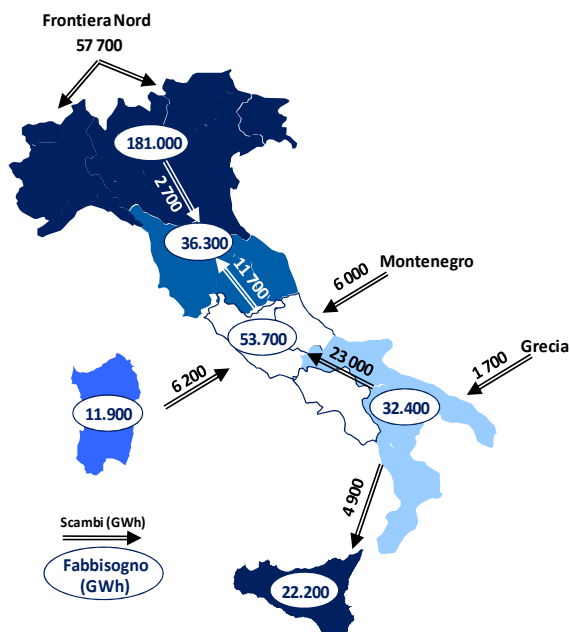 Frontiera Nord
57 700
181.000
2 700
36.300
11 700
6 000
Montenegro
53.700
23 000
1 700
Grecia
6 200
11.900
32.400
4 900
Scambi (GWh)
Fabbisogno
(GWh)
22.200